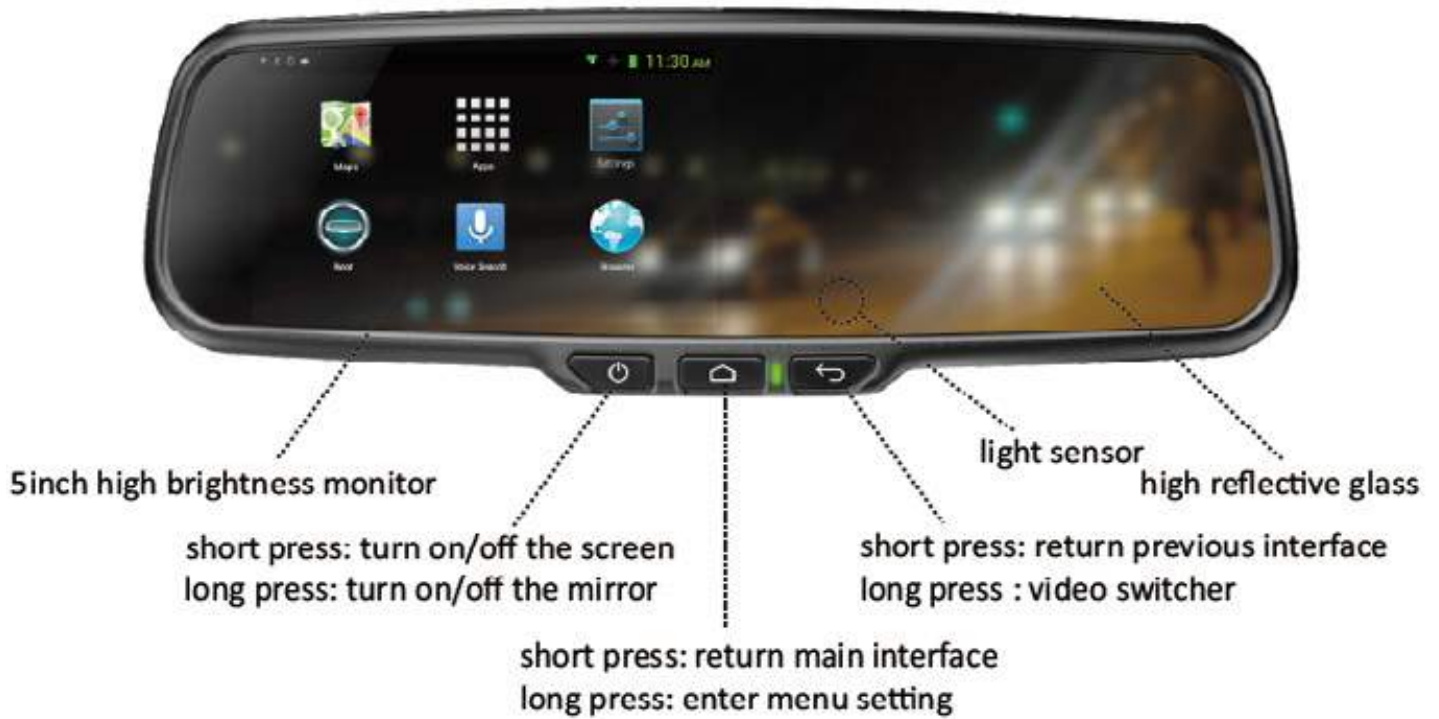 11:30 AM
Maps
Apps
Settings
Voice Search
5inch high brightness monitor
light sensor
high reflective glass
short press: turn on/off the screen
long press: turn on/off the mirror
short press: return previous interface
long press : video switcher
short press: return main interface
long press: enter menu setting